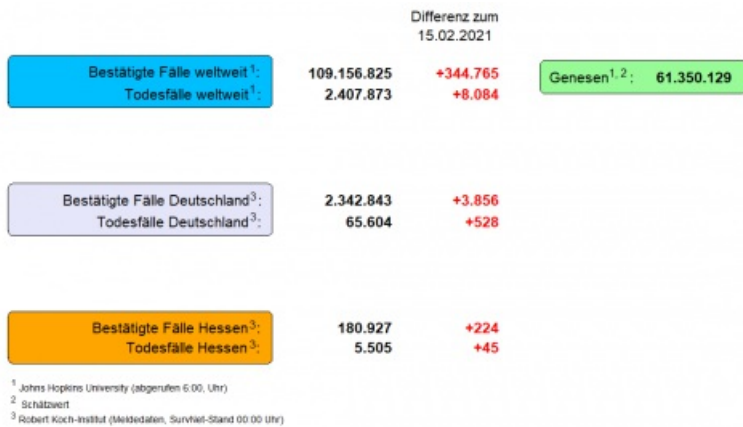 Differenz zum
15.02.2021
Bestätigte Fälle weltweit¹: 109.156.825 +344.765 Genesen¹,²: 61.350.129
Todesfälle weltweit¹: 2.407.873 +8.084
Bestätigte Fälle Deutschland³: 2.342.843 +3.856
Todesfälle Deutschland³: 65.604 +528
Bestätigte Fälle Hessen³: 180.927 +224
Todesfälle Hessen³: 5.505 +45
¹ Johns Hopkins University (abgerufen 6:00, Uhr)
² Schätzwert
³ Robert Koch-Institut (Meldedaten, SurvNet-Stand 00:00 Uhr)